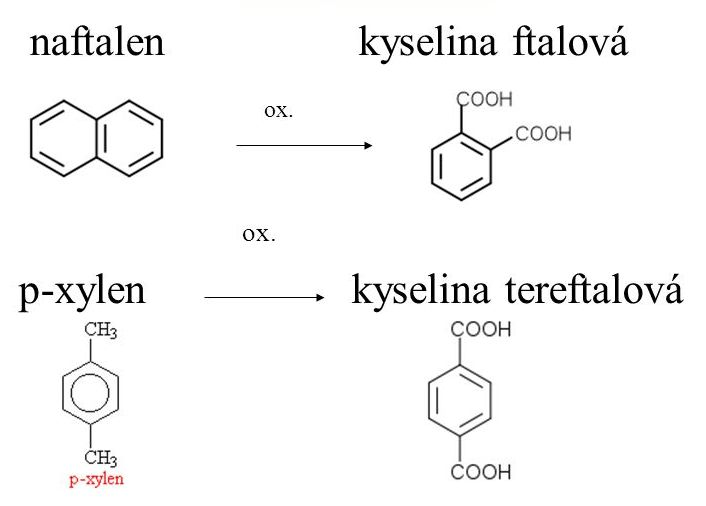 naftalen
kyselina ftalová
ox.
COOH
COOH
ox.
p-xylen
kyselina tereftalová
CH3
CH3
p-xylen
COOH
COOH